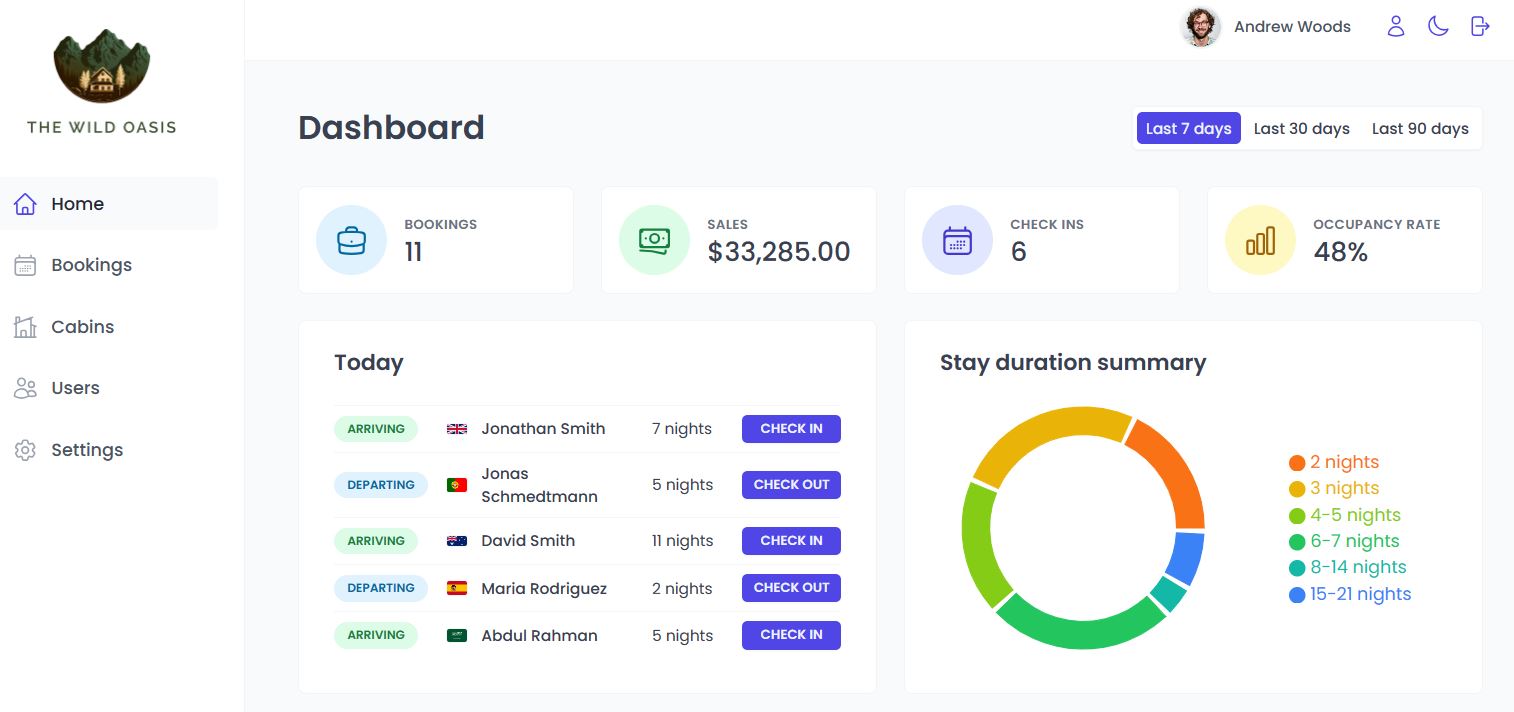 THE WILD OASIS
Home
Bookings
Cabins
Users
Settings
Andrew Woods
Dashboard
Last 7 days Last 30 days Last 90 days
BOOKINGS
11
SALES
$33,285.00
CHECK INS
6
OCCUPANCY RATE
48%
Today
ARRIVING Jonathan Smith 7 nights CHECK IN
DEPARTING Jonas Schmedtmann 5 nights CHECK OUT
ARRIVING David Smith 11 nights CHECK IN
DEPARTING Maria Rodriguez 2 nights CHECK OUT
ARRIVING Abdul Rahman 5 nights CHECK IN
Stay duration summary
2 nights
3 nights
4-5 nights
6-7 nights
8-14 nights
15-21 nights